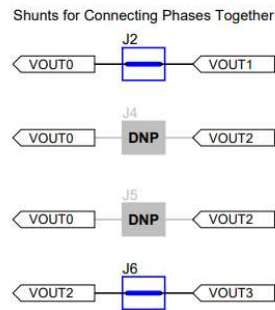 Shunts for Connecting Phases Together
J2
VOUT0 VOUT1
J4
VOUT0 DNP VOUT2
J5
VOUT0 DNP VOUT2
J6
VOUT2 VOUT3